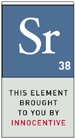 Sr
38
THIS ELEMENT
BROUGHT
TO YOU BY
INNOCENTIVE